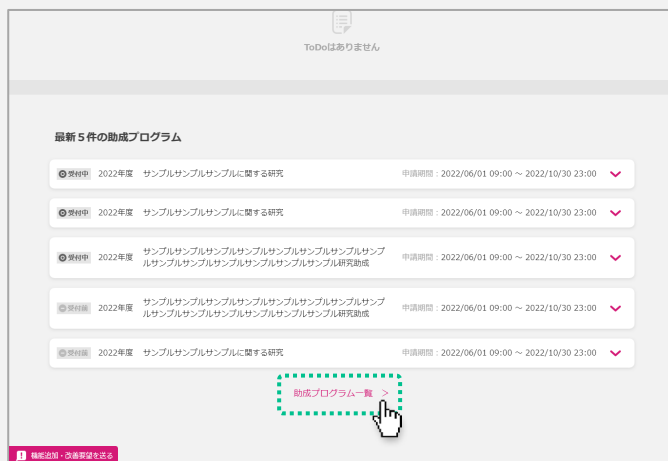 ToDoはありません
最新5件の助成プログラム
受付中 2022年度 サンプルサンプルサンプルに関する研究 申請期間：2022/06/01 09:00 ～ 2022/10/30 23:00
受付中 2022年度 サンプルサンプルサンプルに関する研究 申請期間：2022/06/01 09:00 ～ 2022/10/30 23:00
受付中 2022年度 サンプルサンプルサンプルサンプルサンプルサンプルサンプルサンプ 申請期間：2022/06/01 09:00 ～ 2022/10/30 23:00
ルサンプルサンプルサンプルサンプルサンプルサンプル研究助成
受付前 2022年度 サンプルサンプルサンプルサンプルサンプルサンプルサンプルサンプ 申請期間：2022/06/01 09:00 ～ 2022/10/30 23:00
ルサンプルサンプルサンプルサンプルサンプルサンプル研究助成
受付前 2022年度 サンプルサンプルサンプルに関する研究 申請期間：2022/06/01 09:00 ～ 2022/10/30 23:00
助成プログラム一覧 ＞
機能追加・改善要望を送る